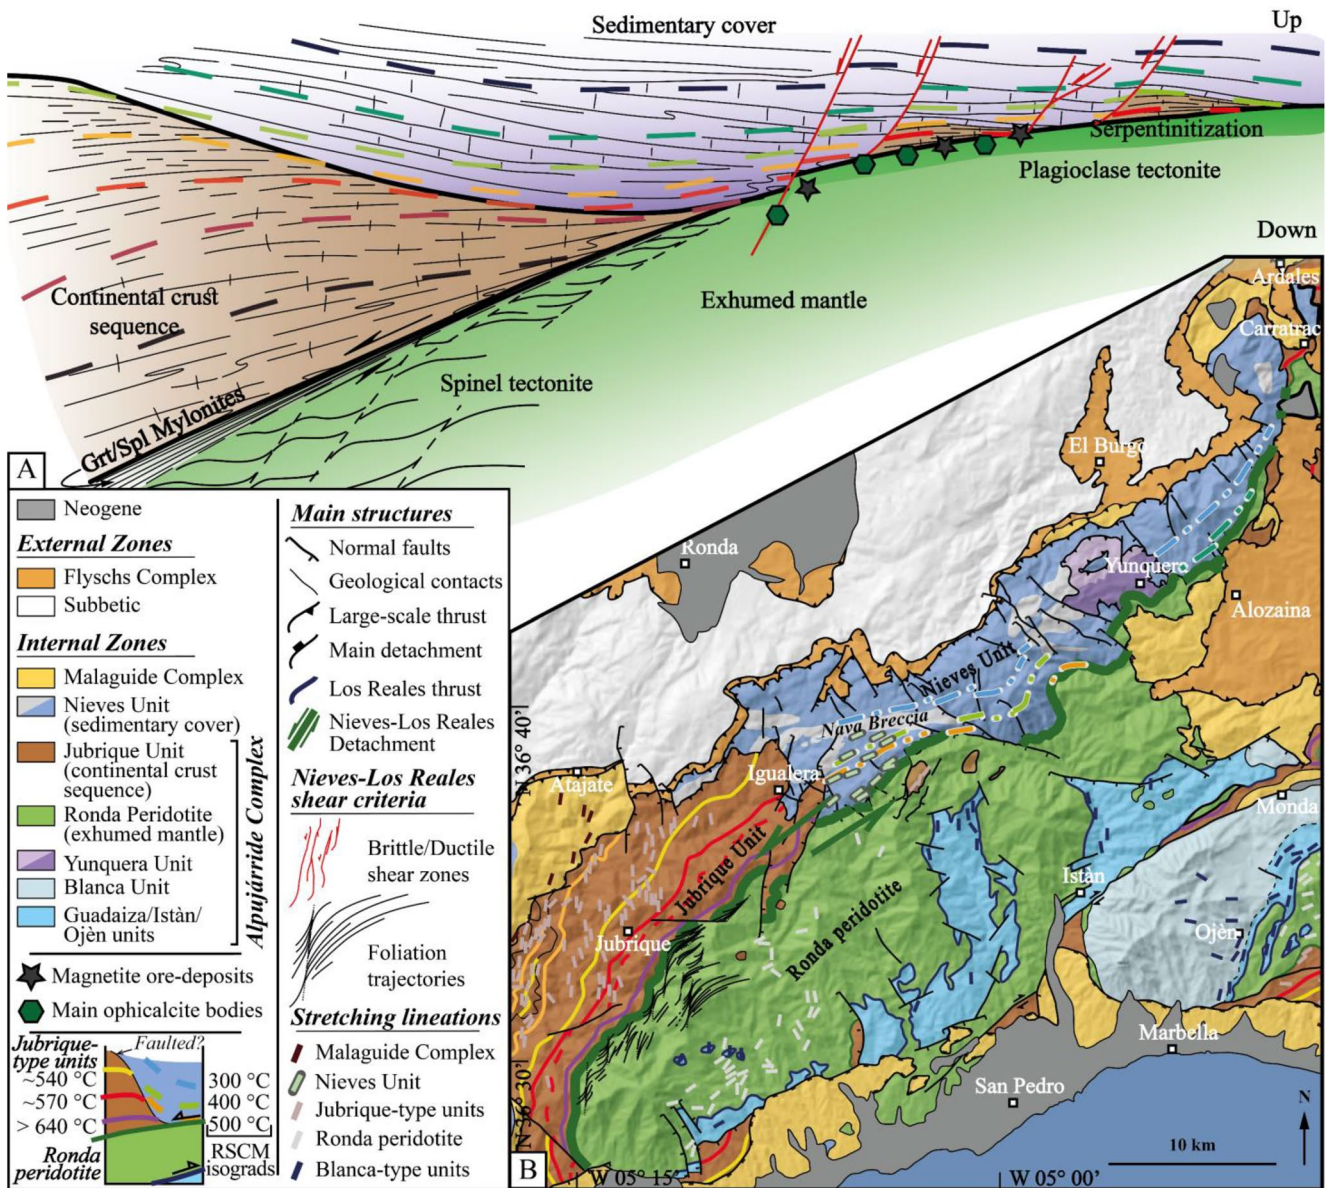 Sedimentary cover
Up
Serpentinitization
Plagioclase tectonite
Down
Continental crust
sequence
Exhumed mantle
Spinel tectonite
Grt/Spl Mylonites
A
Neogene
External Zones
Flyschs Complex
Subbetic
Internal Zones
Malaguide Complex
Nieves Unit
(sedimentary cover)
Jubrique Unit
(continental crust
sequence)
Ronda Peridotite
(exhumed mantle)
Yunquera Unit
Blanca Unit
Guadaiza/Istàn/
Ojèn units
Alpujárride Complex
Magnetite ore-deposits
Main ophicalcite bodies
Jubrique-
type units
Faulted?
~540 °C
~570 °C
> 640 °C
300 °C
400 °C
500 °C
Ronda
peridotite
RSCM
isograds
Main structures
Normal faults
Geological contacts
Large-scale thrust
Main detachment
Los Reales thrust
Nieves-Los Reales
Detachment
Nieves-Los Reales
shear criteria
Brittle/Ductile
shear zones
Foliation
trajectories
Stretching lineations
Malaguide Complex
Nieves Unit
Jubrique-type units
Ronda peridotite
Blanca-type units
Ardales
Carratrac
El Burgo
Ronda
Yunquera
Alozaina
Nieves Unit
Nava Breccia
N 36° 40'
Atajate
Igualera
Monda
Jubrique Unit
Istàn
Ronda peridotite
Jubrique
Ojèn
Marbella
San Pedro
N 36° 30'
N
10 km
B
W 05° 15'
W 05° 00'